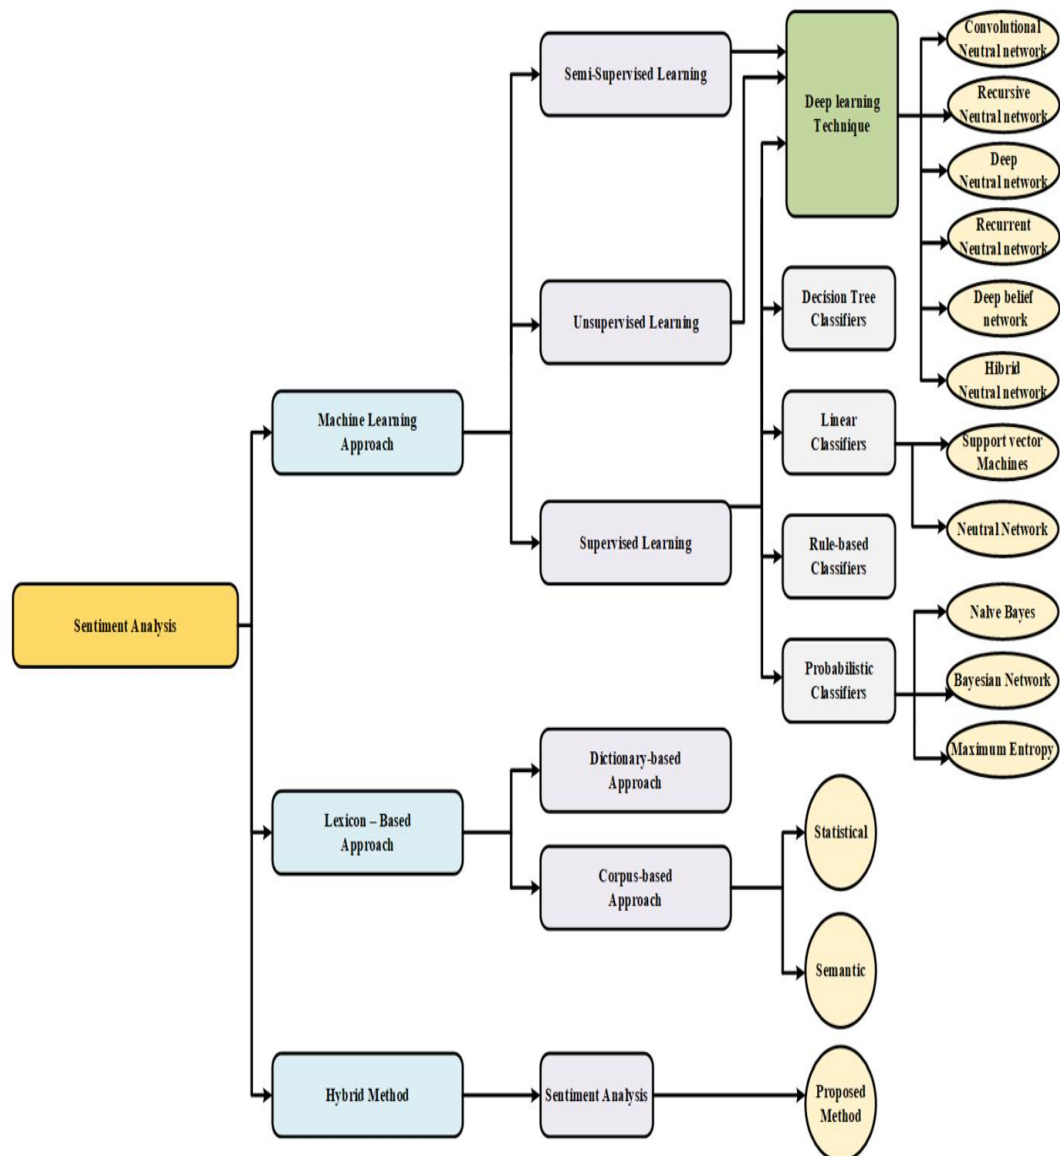 Sentiment Analysis
Machine Learning
Approach
Lexicon – Based
Approach
Hybrid Method
Semi-Supervised Learning
Unsupervised Learning
Supervised Learning
Dictionary-based
Approach
Corpus-based
Approach
Sentiment Analysis
Deep learning
Technique
Decision Tree
Classifiers
Linear
Classifiers
Rule-based
Classifiers
Probabilistic
Classifiers
Statistical
Semantic
Proposed
Method
Convolutional
Neutral network
Recursive
Neutral network
Deep
Neutral network
Recurrent
Neutral network
Deep belief
network
Hibrid
Neutral network
Support vector
Machines
Neutral Network
Nalve Bayes
Bayesian Network
Maximum Entropy